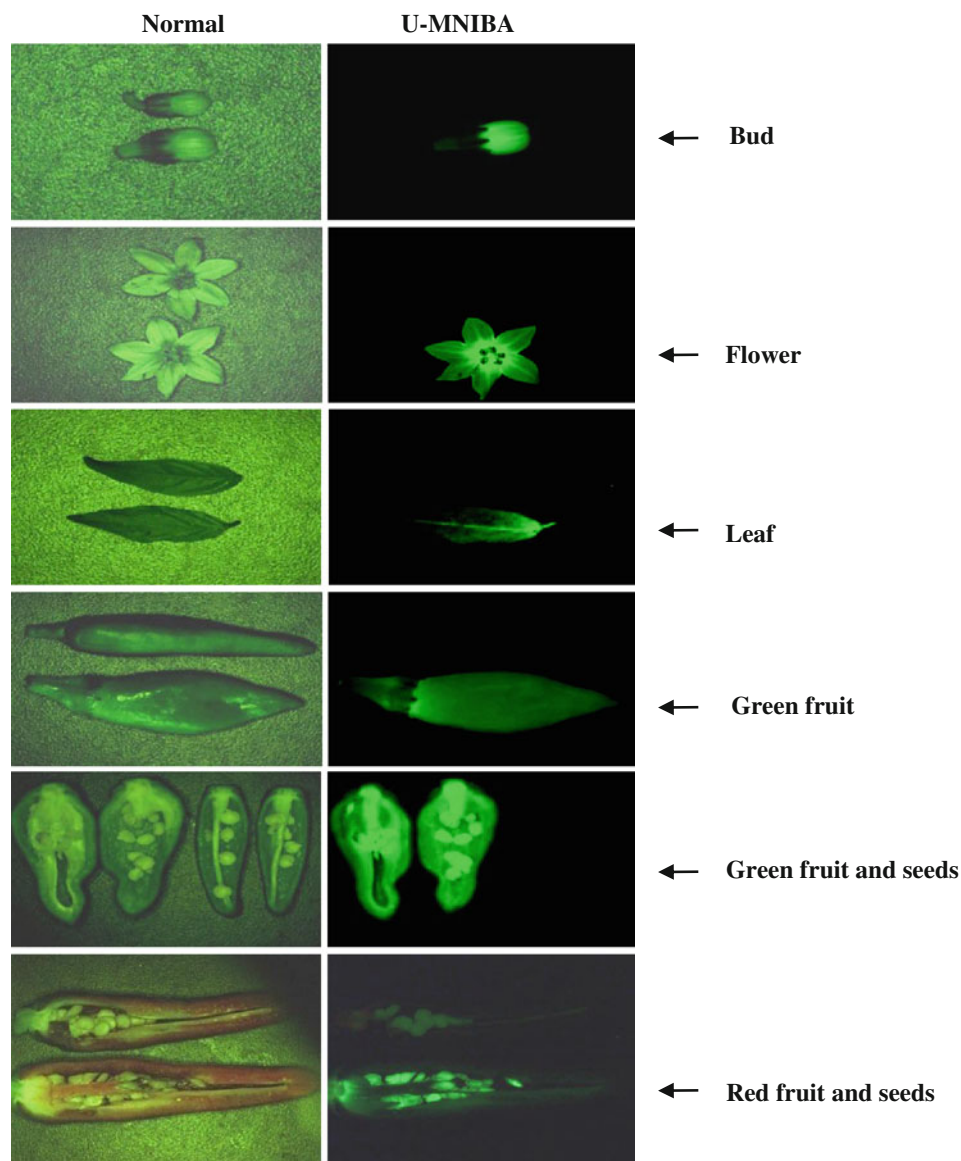 Normal
U-MNIBA
Bud
Flower
Leaf
Green fruit
Green fruit and seeds
Red fruit and seeds